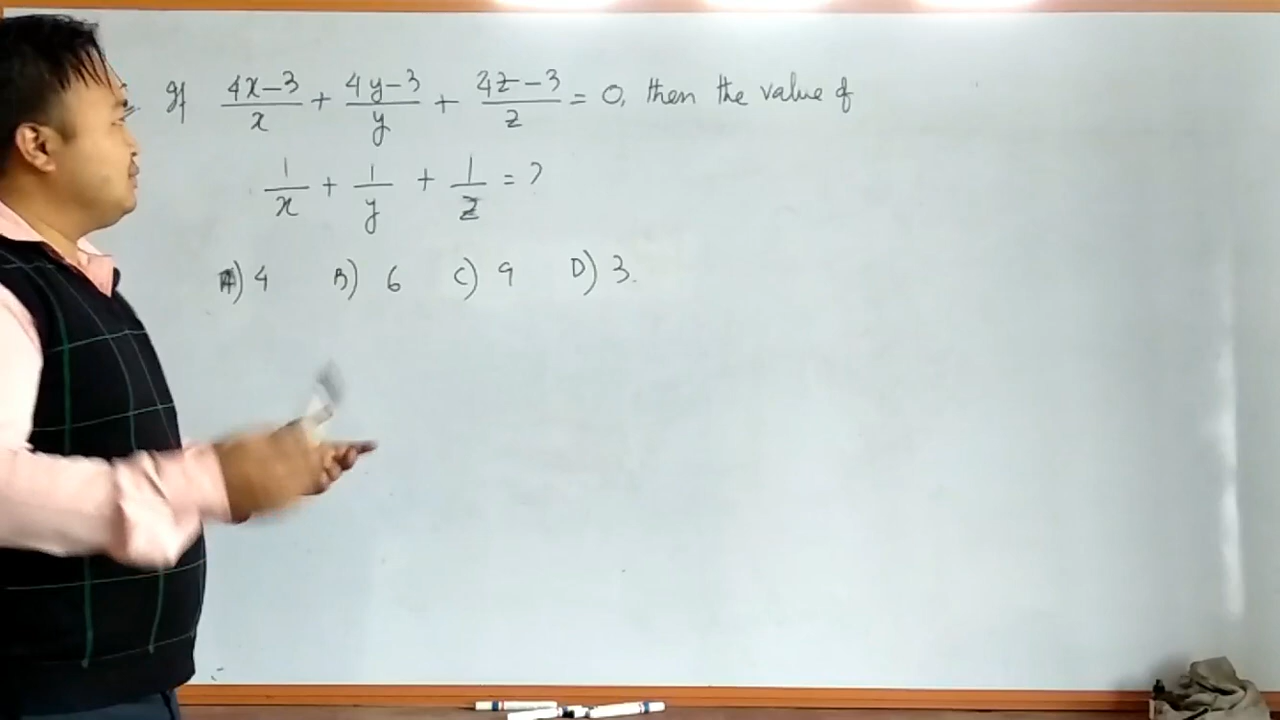 If (4x-3)/x + (4y-3)/y + (4z-3)/z = 0, then the value of
1/x + 1/y + 1/z = ?
A) 4 B) 6 C) 9 D) 3.